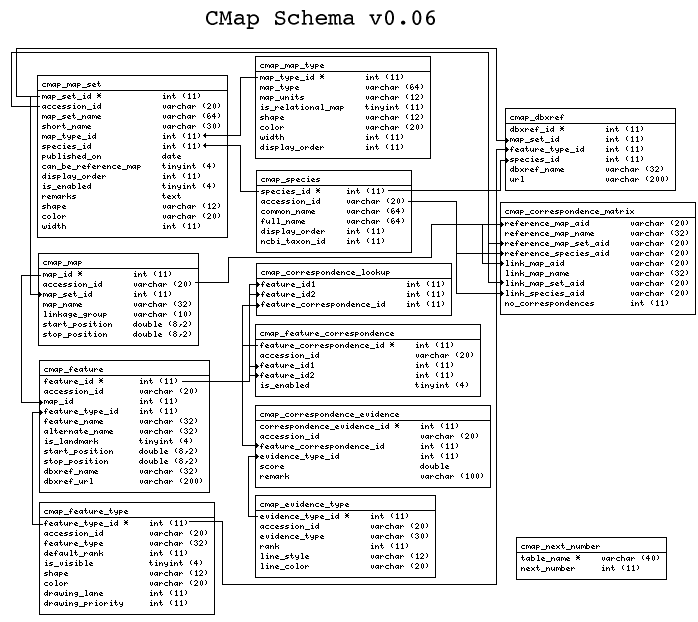 CMap Schema v0.06
cmap_map_set
map_set_id * int (11)
accession_id varchar (20)
map_set_name varchar (64)
short_name varchar (30)
map_type_id int (11)
species_id int (11)
published_on date
can_be_reference_map tinyint (4)
display_order int (11)
is_enabled tinyint (4)
remarks text
shape varchar (12)
color varchar (20)
width int (11)
cmap_map
map_id * int (11)
accession_id varchar (20)
map_set_id int (11)
map_name varchar (32)
linkage_group varchar (10)
start_position double (8,2)
stop_position double (8,2)
cmap_feature
feature_id * int (11)
accession_id varchar (20)
map_id int (11)
feature_type_id int (11)
feature_name varchar (32)
alternate_name varchar (32)
is_landmark tinyint (4)
start_position double (8,2)
stop_position double (8,2)
dbxref_name varchar (32)
dbxref_url varchar (200)
cmap_feature_type
feature_type_id * int (11)
accession_id varchar (20)
feature_type varchar (32)
default_rank int (11)
is_visible tinyint (4)
shape varchar (12)
color varchar (20)
drawing_lane int (11)
drawing_priority int (11)
cmap_map_type
map_type_id * int (11)
map_type varchar (64)
map_units varchar (12)
is_relational_map tinyint (11)
shape varchar (12)
color varchar (20)
width int (11)
display_order int (11)
cmap_species
species_id * int (11)
accession_id varchar (20)
common_name varchar (64)
full_name varchar (64)
display_order int (11)
ncbi_taxon_id int (11)
cmap_correspondence_lookup
feature_id1 int (11)
feature_id2 int (11)
feature_correspondence_id int (11)
cmap_feature_correspondence
feature_correspondence_id * int (11)
accession_id varchar (20)
feature_id1 int (11)
feature_id2 int (11)
is_enabled tinyint (4)
cmap_correspondence_evidence
correspondence_evidence_id * int (11)
accession_id varchar (20)
feature_correspondence_id int (11)
evidence_type_id int (11)
score double
remark varchar (100)
cmap_evidence_type
evidence_type_id * int (11)
accession_id varchar (20)
evidence_type varchar (30)
rank int (11)
line_style varchar (12)
line_color varchar (20)
cmap_dbxref
dbxref_id * int (11)
map_set_id int (11)
feature_type_id int (11)
species_id int (11)
dbxref_name varchar (32)
url varchar (200)
cmap_correspondence_matrix
reference_map_aid varchar (20)
reference_map_name varchar (32)
reference_map_set_aid varchar (20)
reference_species_aid varchar (20)
link_map_aid varchar (20)
link_map_name varchar (32)
link_map_set_aid varchar (20)
link_species_aid varchar (20)
no_correspondences int (11)
cmap_next_number
table_name * varchar (40)
next_number int (11)